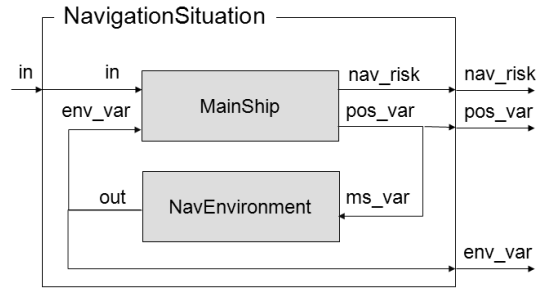 NavigationSituation
in in nav_risk nav_risk
MainShip
env_var pos_var pos_var
out NavEnvironment ms_var
env_var